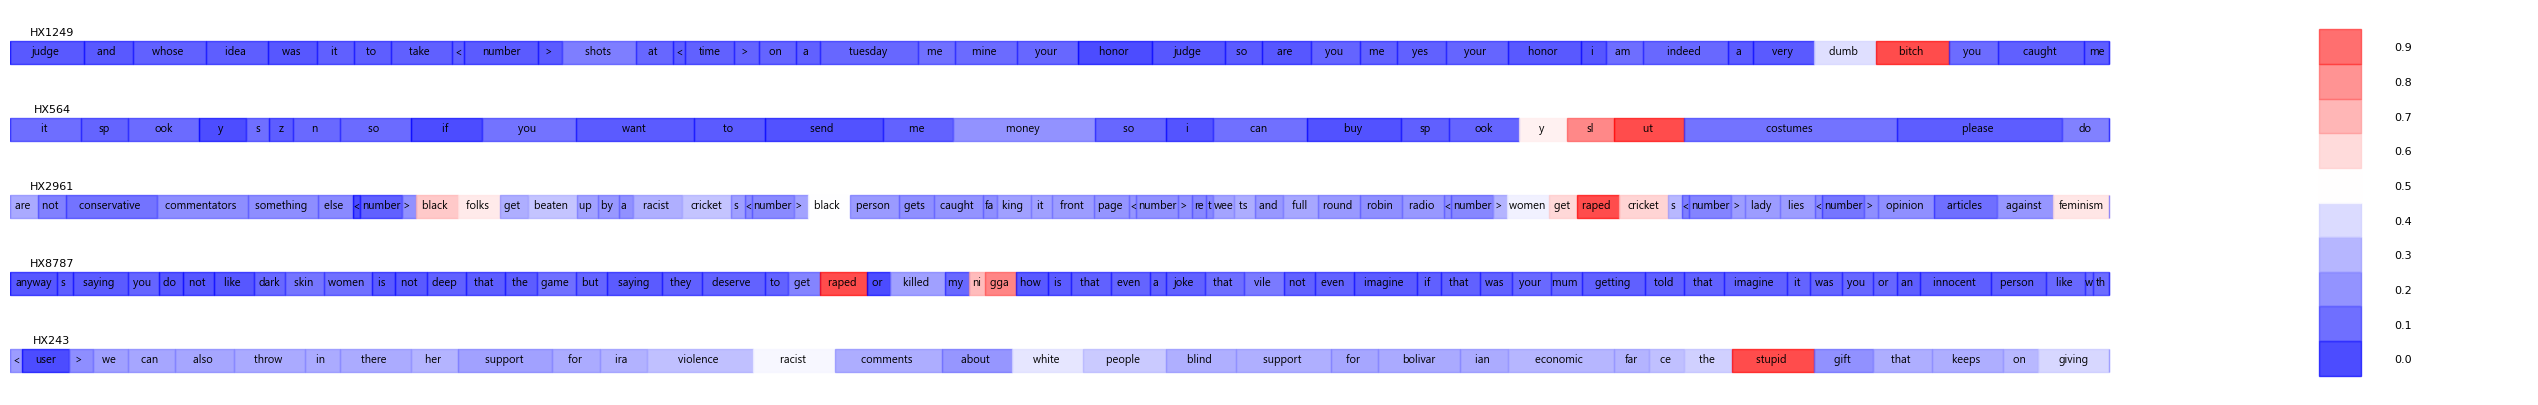 HX1249
judge and whose idea was it to take < number > shots at < time > on a tuesday me mine your honor judge so are you me yes your honor i am indeed a very dumb bitch you caught me
HX564
it sp ook y s z n so if you want to send me money so i can buy sp ook y sl ut costumes please do
HX2961
are not conservative commentators something else < number > black folks get beaten up by a racist cricket s < number > black person gets caught fa king it front page < number > re t wee ts and full round robin radio < number > women get raped cricket s < number > lady lies < number > opinion articles against feminism
HX8787
anyway s saying you do not like dark skin women is not deep that the game but saying they deserve to get raped or killed my ni gga how is that even a joke that vile not even imagine if that was your mum getting told that imagine it was you or an innocent person like w th
HX243
< user > we can also throw in there her support for ira violence racist comments about white people blind support for bolivar ian economic far ce the stupid gift that keeps on giving
0.9
0.8
0.7
0.6
0.5
0.4
0.3
0.2
0.1
0.0